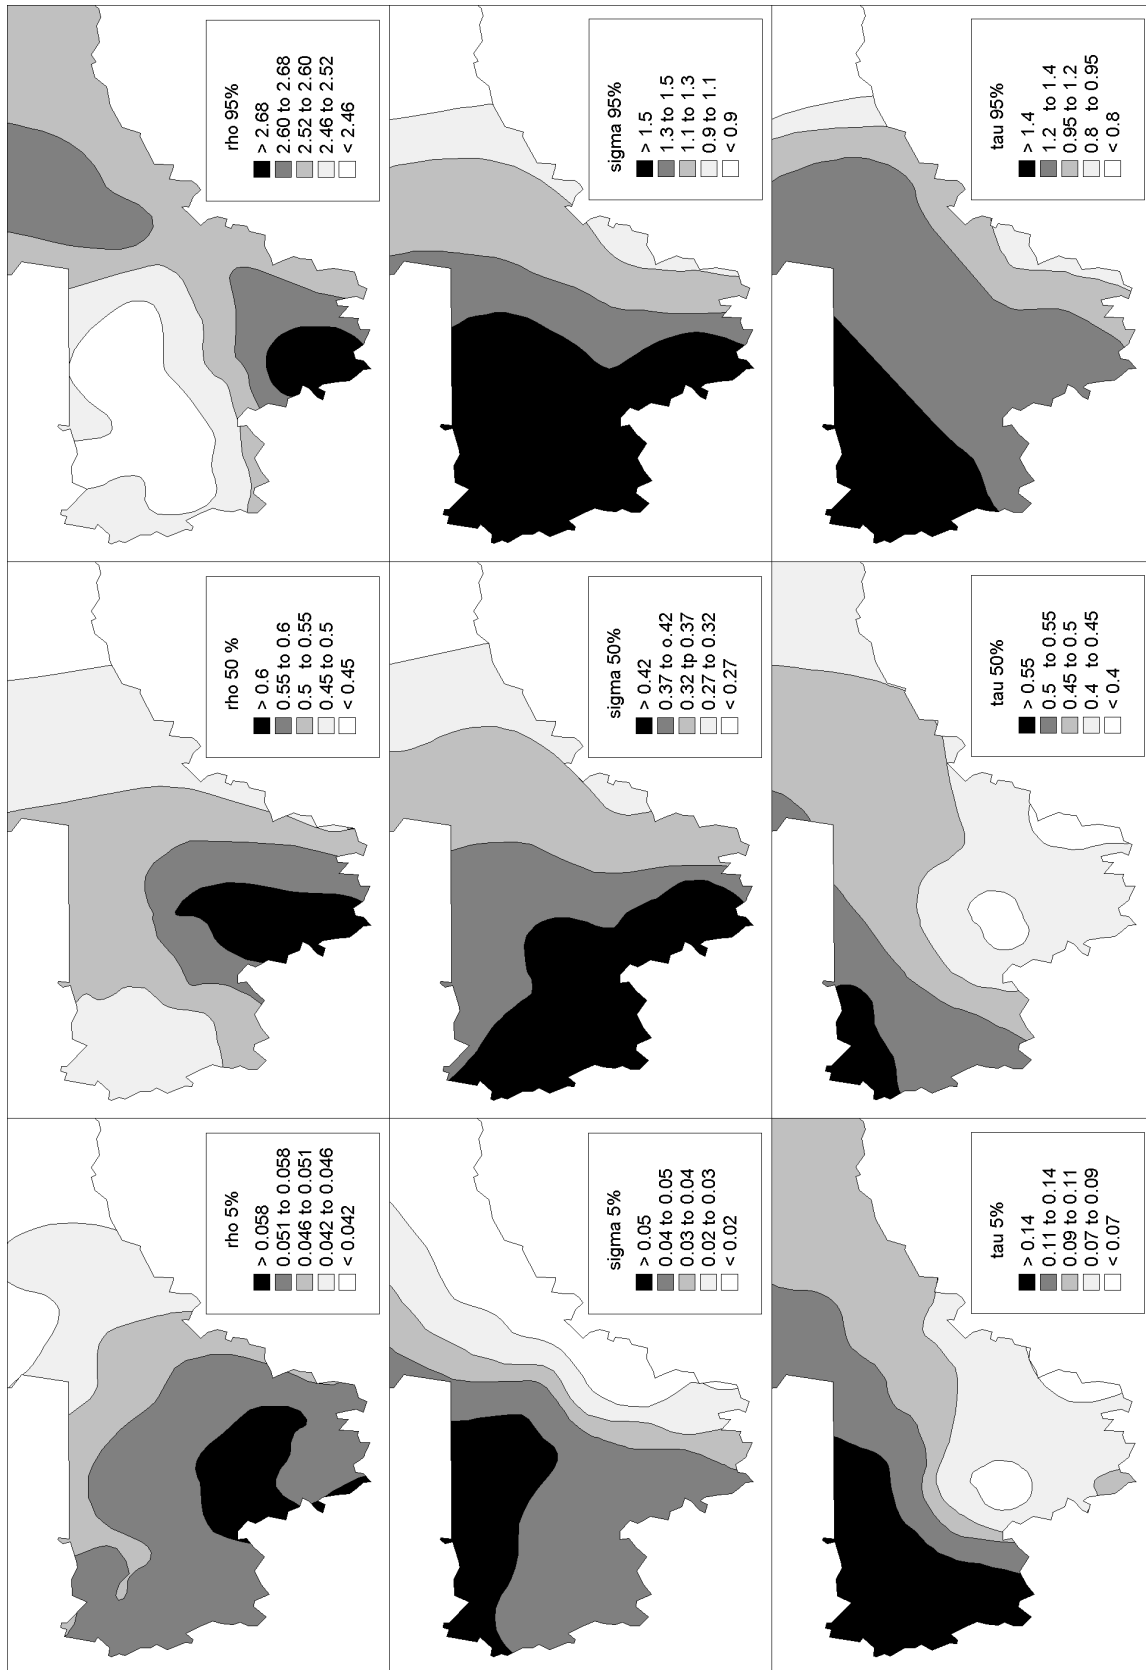 rho 5%
> 0.058
0.051 to 0.058
0.046 to 0.051
0.042 to 0.046
< 0.042
rho 50 %
> 0.6
0.55 to 0.6
0.5 to 0.55
0.45 to 0.5
< 0.45
rho 95%
> 2.68
2.60 to 2.68
2.52 to 2.60
2.46 to 2.52
< 2.46
sigma 5%
> 0.05
0.04 to 0.05
0.03 to 0.04
0.02 to 0.03
< 0.02
sigma 50%
> 0.42
0.37 to o.42
0.32 tp 0.37
0.27 to 0.32
< 0.27
sigma 95%
> 1.5
1.3 to 1.5
1.1 to 1.3
0.9 to 1.1
< 0.9
tau 5%
> 0.14
0.11 to 0.14
0.09 to 0.11
0.07 to 0.09
< 0.07
tau 50%
> 0.55
0.5 to 0.55
0.45 to 0.5
0.4 to 0.45
< 0.4
tau 95%
> 1.4
1.2 to 1.4
0.95 to 1.2
0.8 to 0.95
< 0.8